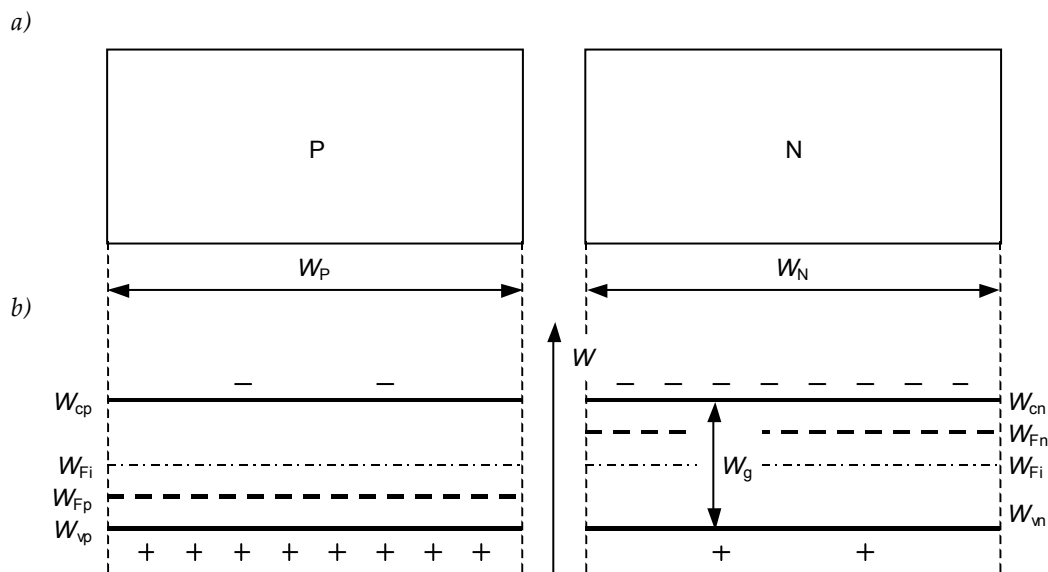 a)
P N
W_P W_N
b)
W
– – – – – – – – – –
W_cp W_cn
W_Fn
W_Fi W_g W_Fi
W_Fp
W_vp W_vn
+ + + + + + + + + +